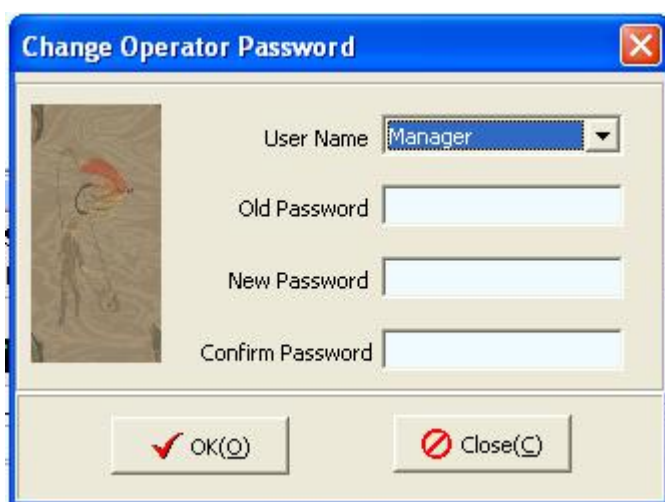 Change Operator Password
User Name Manager
Old Password
New Password
Confirm Password
OK(O) Close(C)